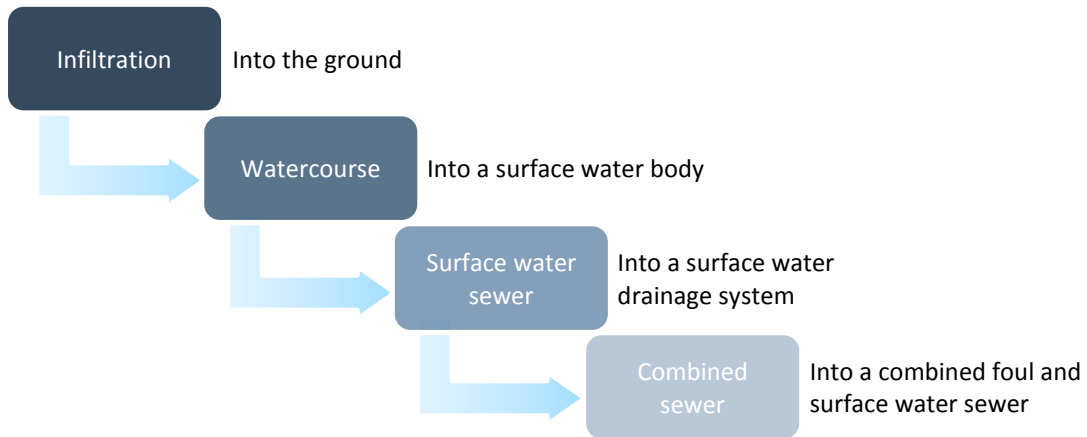 Infiltration
Into the ground
Watercourse
Into a surface water body
Surface water
sewer
Into a surface water
drainage system
Combined
sewer
Into a combined foul and
surface water sewer